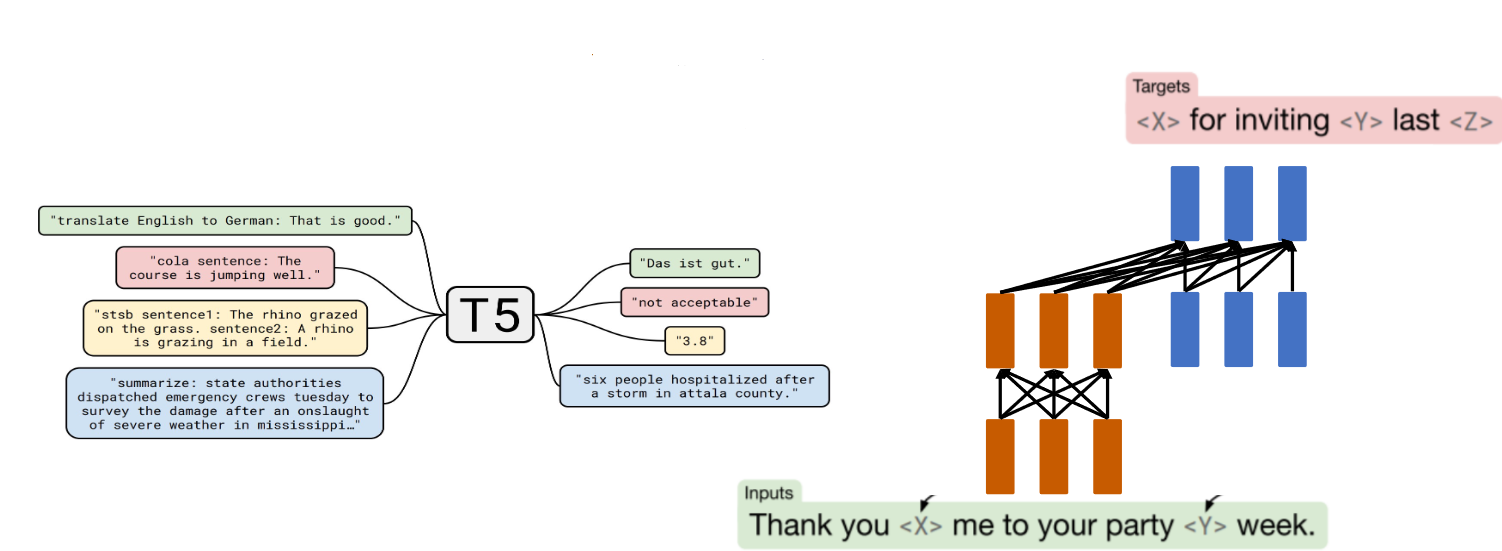 Targets
<X> for inviting <Y> last <Z>
"translate English to German: That is good."
"cola sentence: The
course is jumping well."
"stsb sentence1: The rhino grazed
on the grass. sentence2: A rhino
is grazing in a field."
"summarize: state authorities
dispatched emergency crews tuesday to
survey the damage after an onslaught
of severe weather in mississippi…"
T5
"Das ist gut."
"not acceptable"
"3.8"
"six people hospitalized after
a storm in attala county."
Inputs
Thank you <X> me to your party <Y> week.